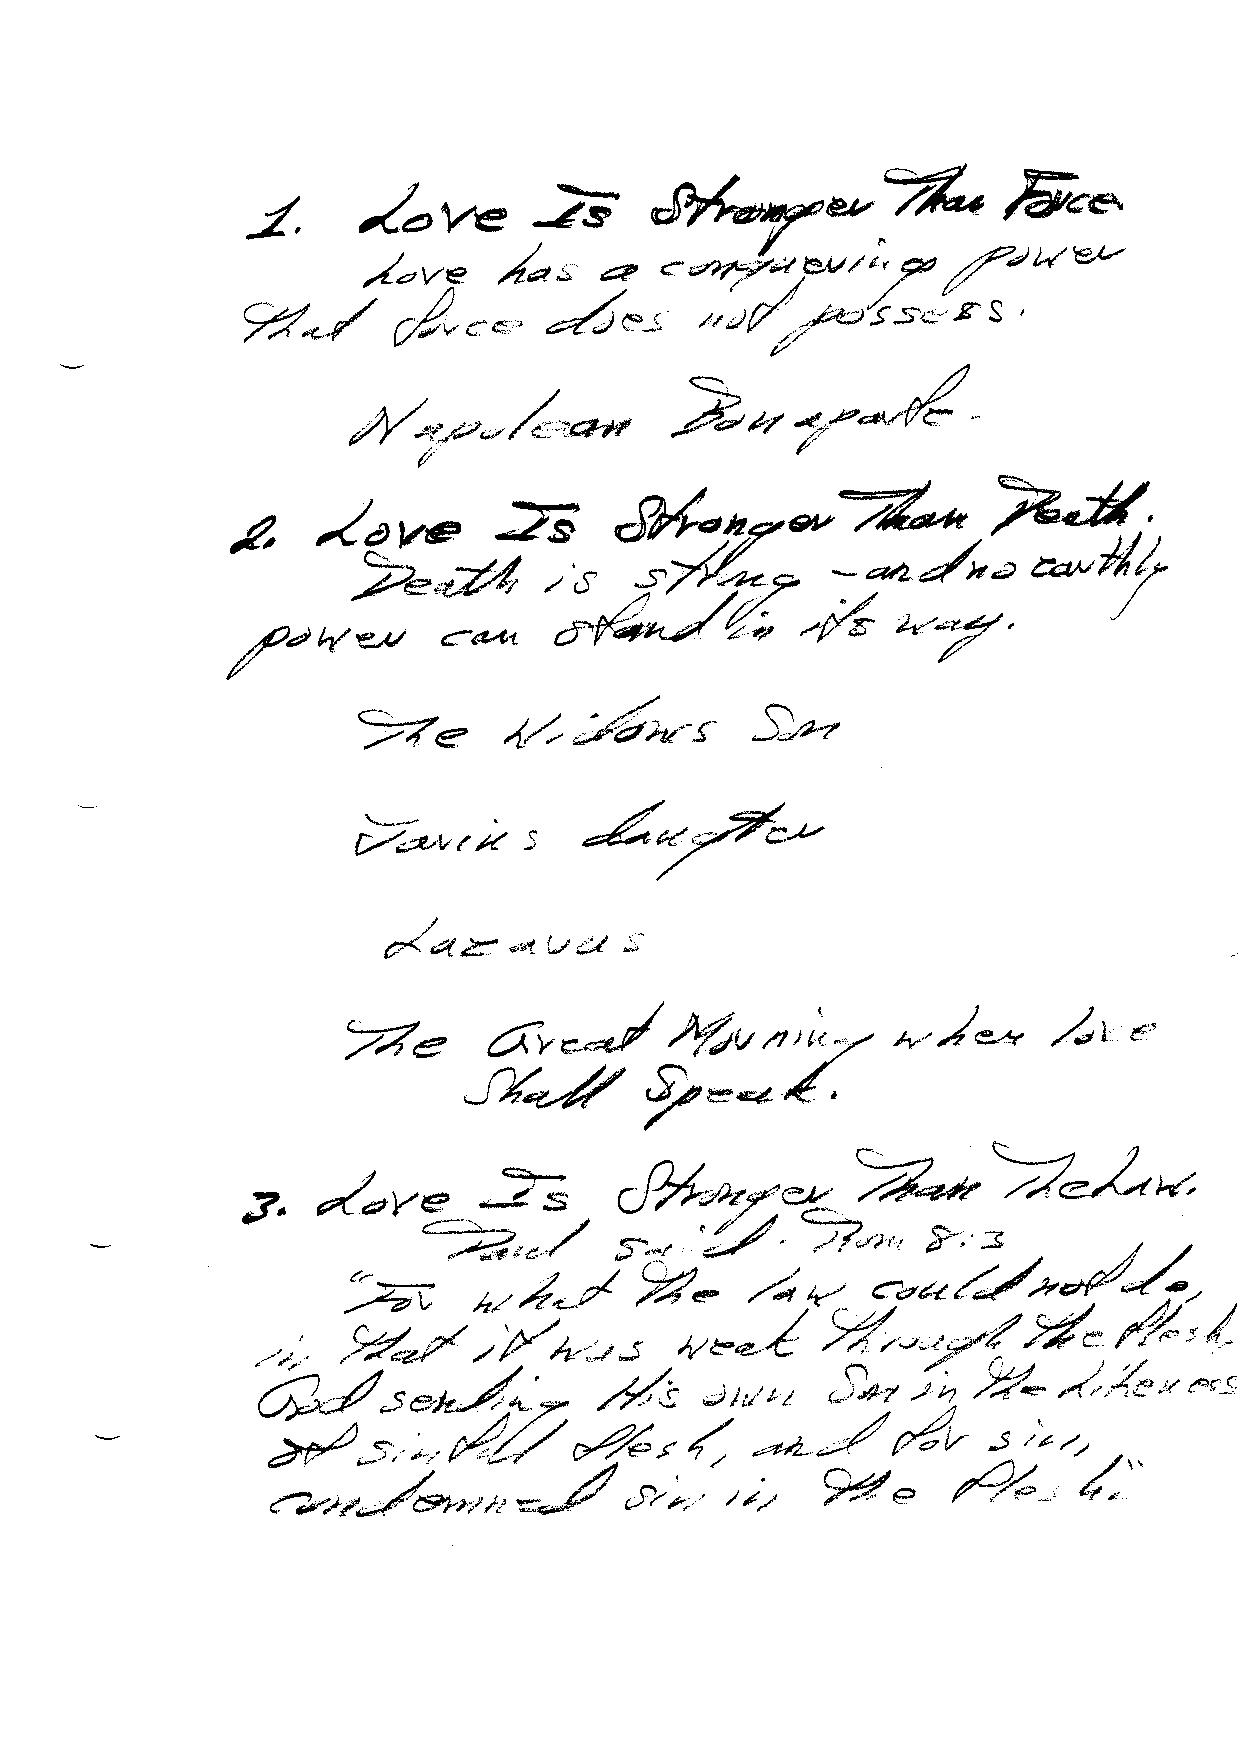 1. Love Is Stronger Than Force
Love has a conquering power
that force does not possess.
Napolean Bonaparte.
2. Love Is Stronger Than Death.
Death is strong - and no earthly
power can stand in its way.
The Widows Son
Jarius daughter
Lazarus
The Great Morning when love
Shall Speak.
3. Love Is Stronger Than The Law.
Paul said. Rom 8:3
"For what the law could not do,
in that it was weak through the flesh,
God sending His own Son in the Likeness
of sinful flesh, and for sin,
condemned sin in the flesh."